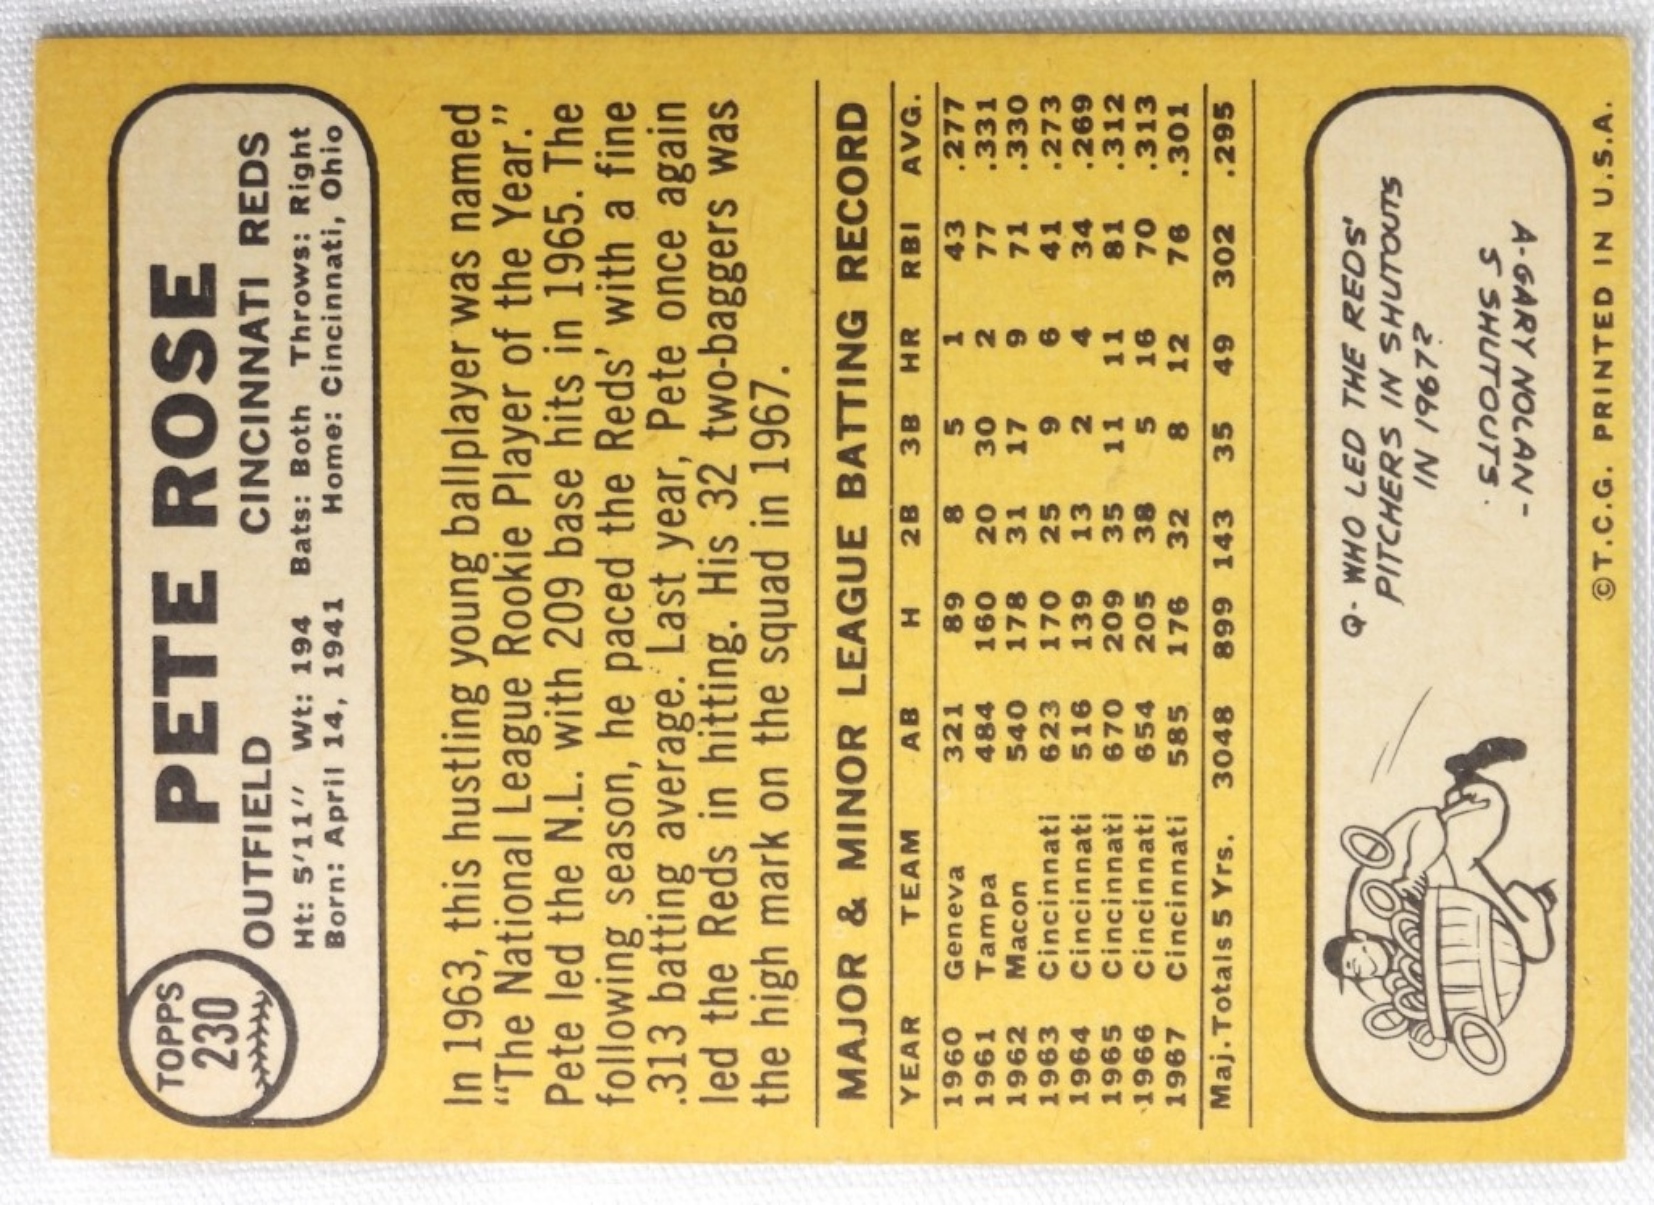 TOPPS
230
PETE ROSE
OUTFIELD CINCINNATI REDS
Ht: 5'11" Wt: 194 Bats: Both Throws: Right
Born: April 14, 1941 Home: Cincinnati, Ohio
In 1963, this hustling young ballplayer was named
"The National League Rookie Player of the Year."
Pete led the N.L. with 209 base hits in 1965. The
following season, he paced the Reds' with a fine
.313 batting average. Last year, Pete once again
led the Reds in hitting. His 32 two-baggers was
the high mark on the squad in 1967.
MAJOR & MINOR LEAGUE BATTING RECORD
YEAR TEAM AB H 2B 3B HR RBI AVG.
1960 Geneva 321 89 8 5 1 43 .277
1961 Tampa 484 160 20 30 2 77 .331
1962 Macon 540 178 31 17 9 71 .330
1963 Cincinnati 623 170 25 9 6 41 .273
1964 Cincinnati 516 139 13 2 4 34 .269
1965 Cincinnati 670 209 35 11 11 81 .312
1966 Cincinnati 654 205 38 5 16 70 .313
1967 Cincinnati 585 176 32 8 12 76 .301
Maj. Totals 5 Yrs. 3048 899 143 35 49 302 .295
Q- WHO LED THE REDS'
PITCHERS IN SHUTOUTS
IN 1967?
A-GARY NOLAN-
5 SHUTOUTS.
©T.C.G. PRINTED IN U.S.A.